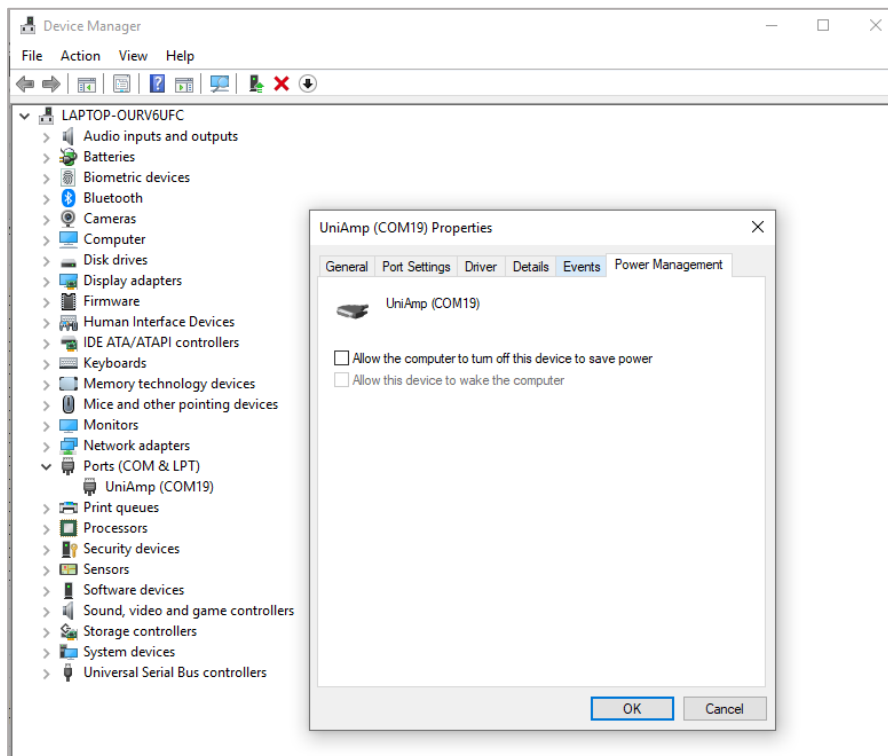 Device Manager
File Action View Help
LAPTOP-OURV6UFC
Audio inputs and outputs
Batteries
Biometric devices
Bluetooth
Cameras
Computer
Disk drives
Display adapters
Firmware
Human Interface Devices
IDE ATA/ATAPI controllers
Keyboards
Memory technology devices
Mice and other pointing devices
Monitors
Network adapters
Ports (COM & LPT)
UniAmp (COM19)
Print queues
Processors
Security devices
Sensors
Software devices
Sound, video and game controllers
Storage controllers
System devices
Universal Serial Bus controllers
UniAmp (COM19) Properties
General Port Settings Driver Details Events Power Management
UniAmp (COM19)
Allow the computer to turn off this device to save power
Allow this device to wake the computer
OK Cancel